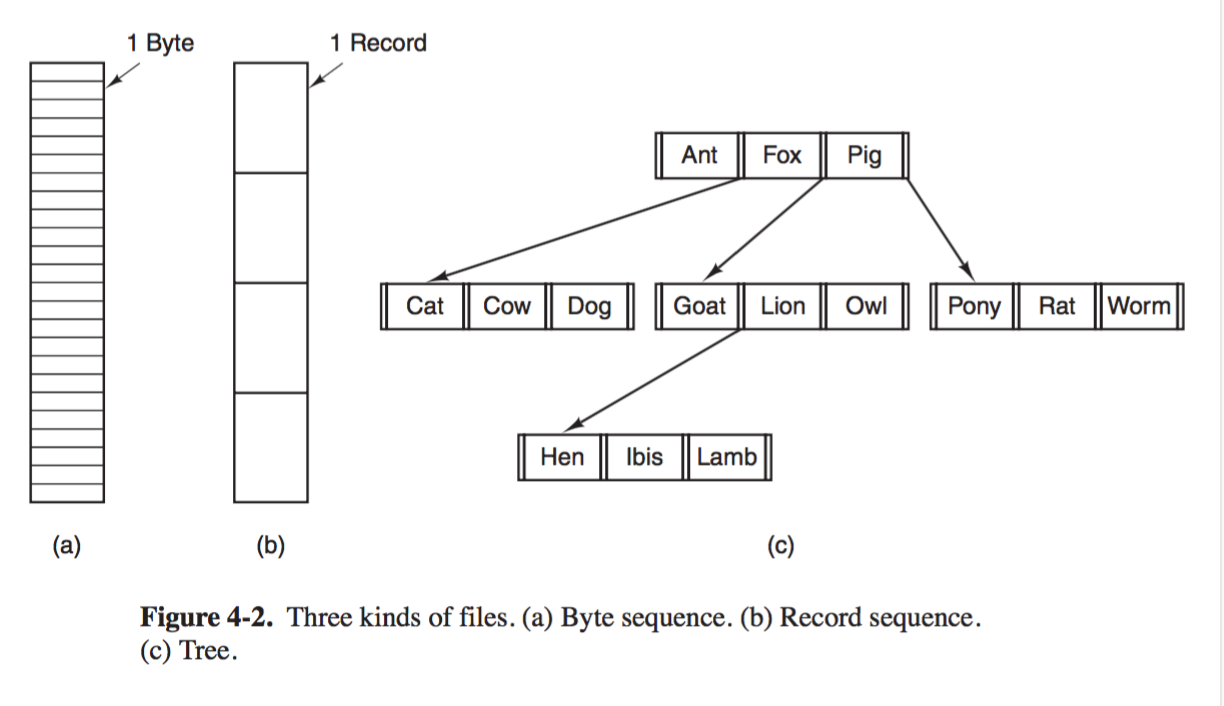 1 Byte
1 Record
Ant Fox Pig
Cat Cow Dog Goat Lion Owl Pony Rat Worm
Hen Ibis Lamb
(a) (b) (c)
Figure 4-2. Three kinds of files. (a) Byte sequence. (b) Record sequence.
(c) Tree.